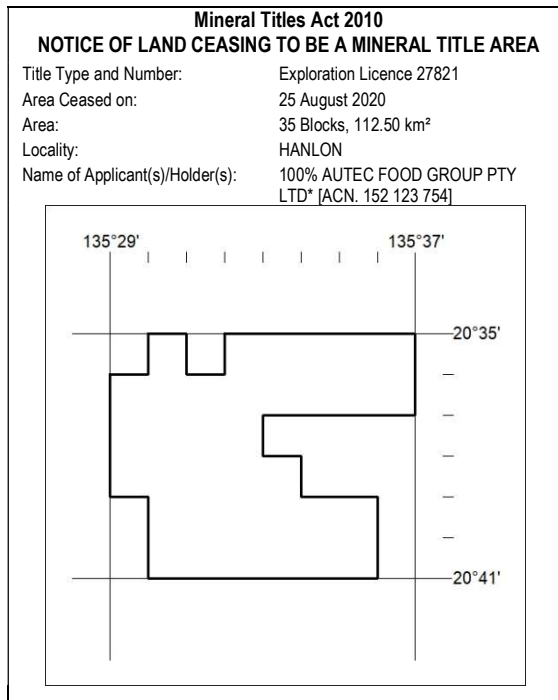 Mineral Titles Act 2010
NOTICE OF LAND CEASING TO BE A MINERAL TITLE AREA
Title Type and Number: Exploration Licence 27821
Area Ceased on: 25 August 2020
Area: 35 Blocks, 112.50 km²
Locality: HANLON
Name of Applicant(s)/Holder(s): 100% AUTEC FOOD GROUP PTY
LTD* [ACN. 152 123 754]
135°29' 135°37'
20°35'
20°41'